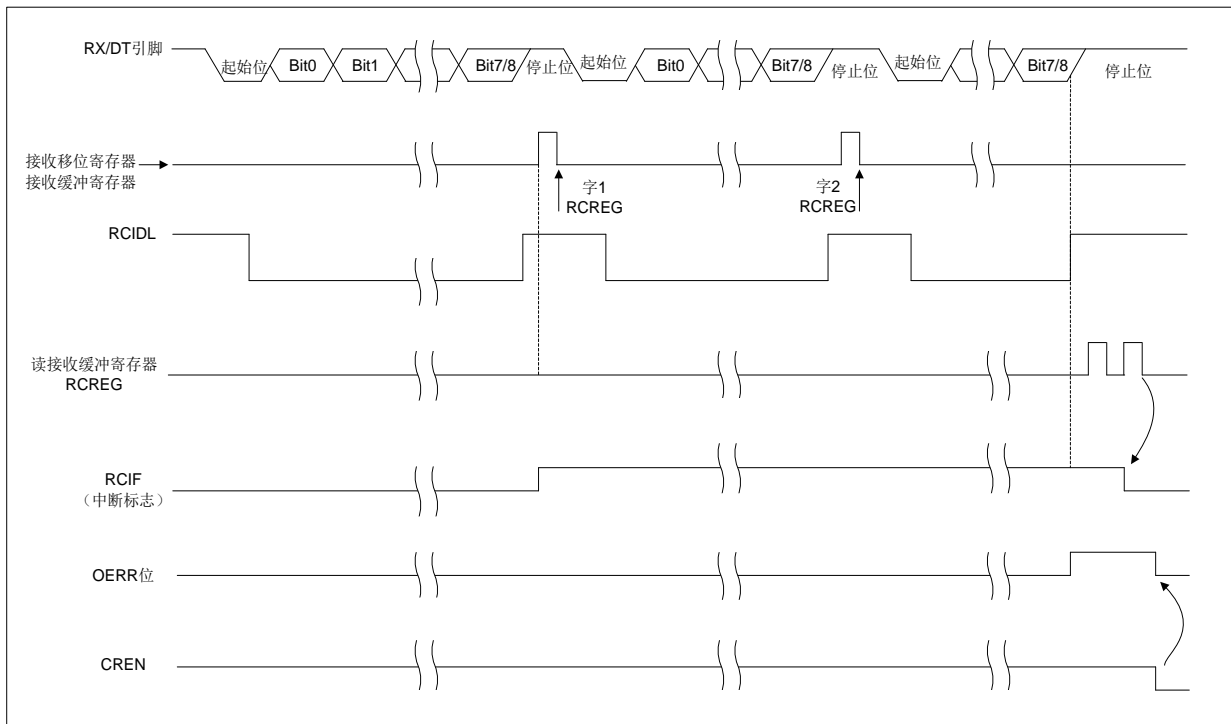 RX/DT引脚
起始位 Bit0 Bit1 Bit7/8 停止位 起始位 Bit0 Bit7/8 停止位 起始位 Bit7/8 停止位
接收移位寄存器
接收缓冲寄存器
字1
RCREG
字2
RCREG
RCIDL
读接收缓冲寄存器
RCREG
RCIF
（中断标志）
OERR位
CREN